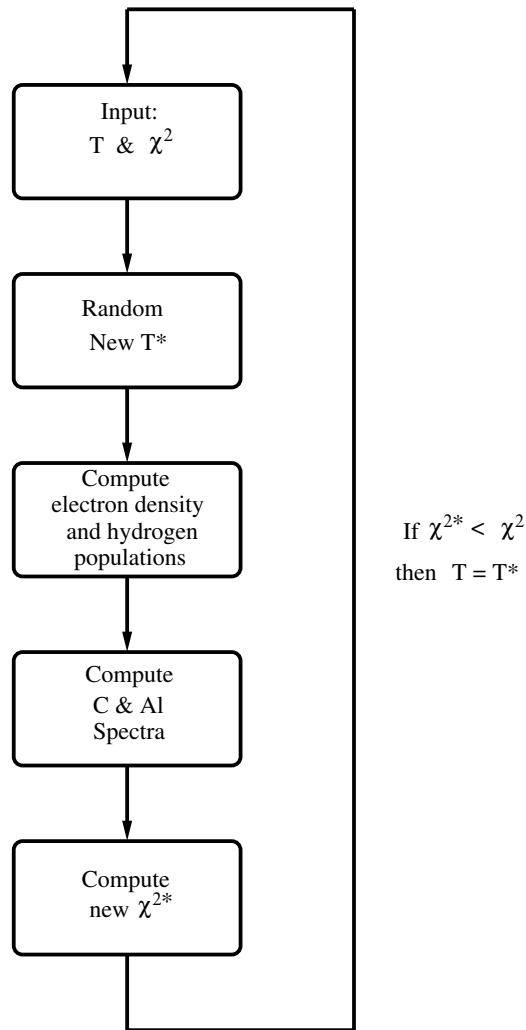 Input:
T & χ²
Random
New T*
Compute
electron density
and hydrogen
populations
Compute
C & Al
Spectra
Compute
new χ²*
If χ²* < χ²
then T = T*